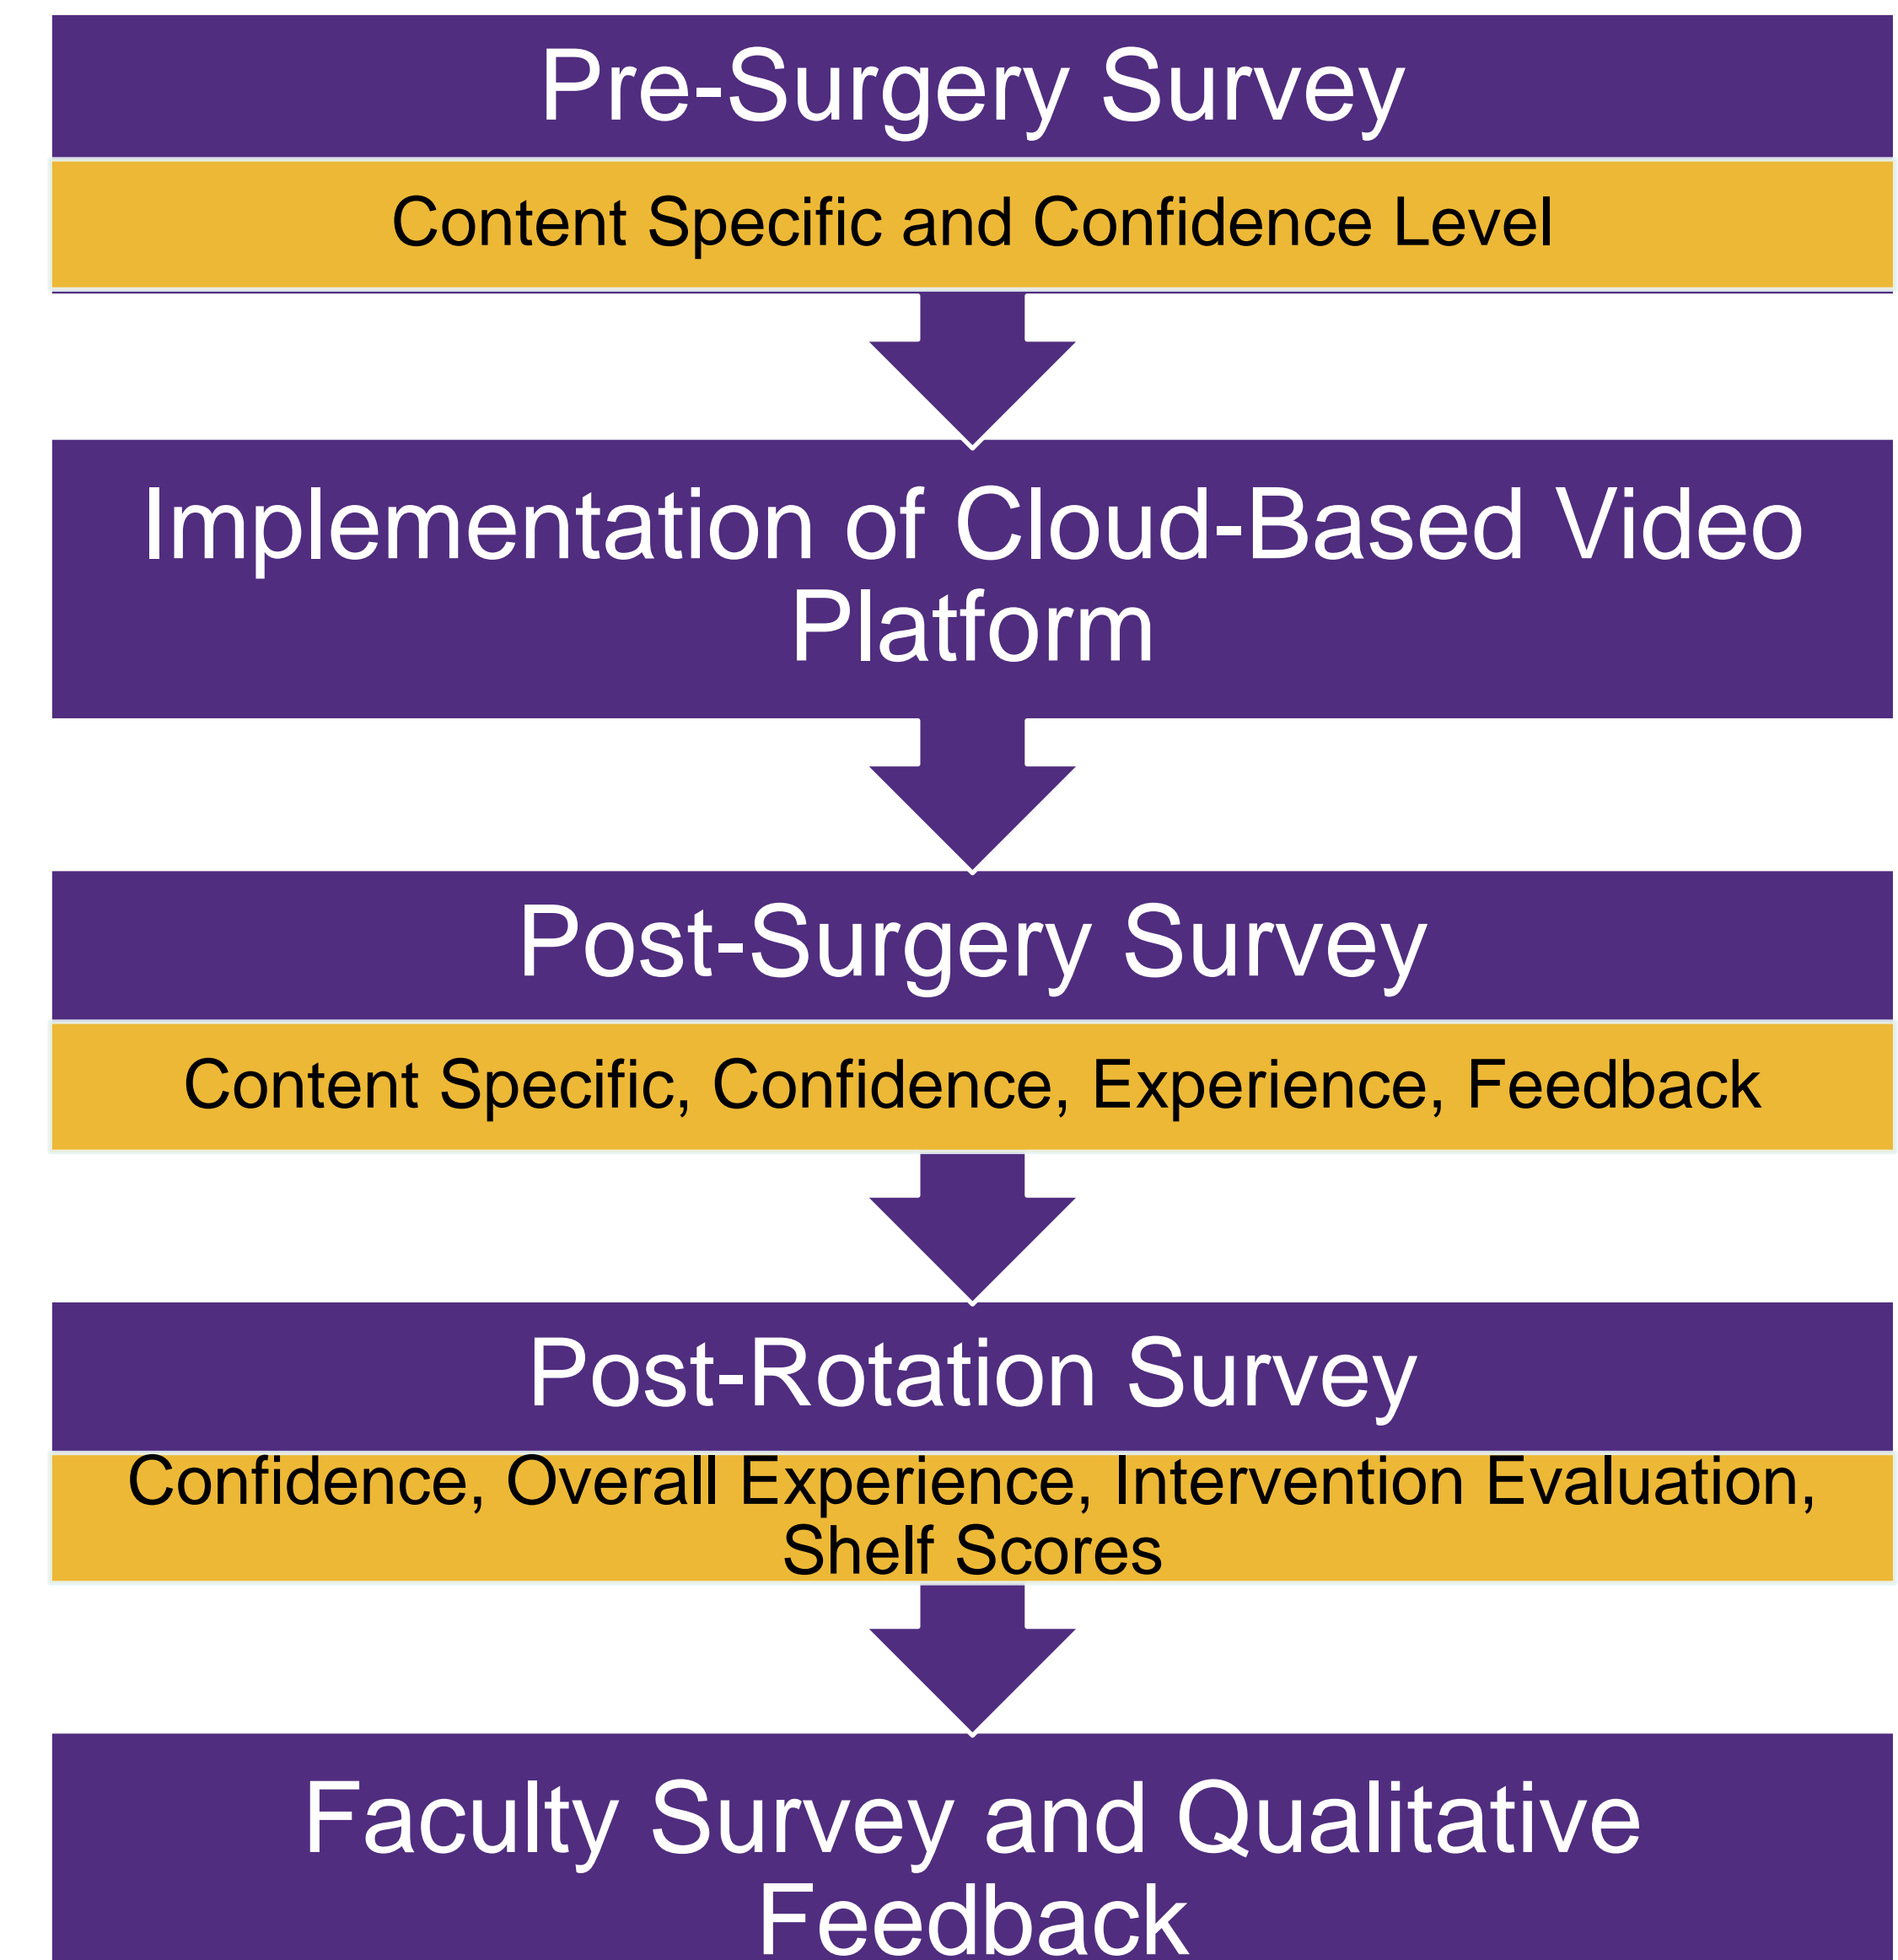 Pre-Surgery Survey
Content Specific and Confidence Level
Implementation of Cloud-Based Video
Platform
Post-Surgery Survey
Content Specific, Confidence, Experience, Feedback
Post-Rotation Survey
Confidence, Overall Experience, Intervention Evaluation,
Shelf Scores
Faculty Survey and Qualitative
Feedback